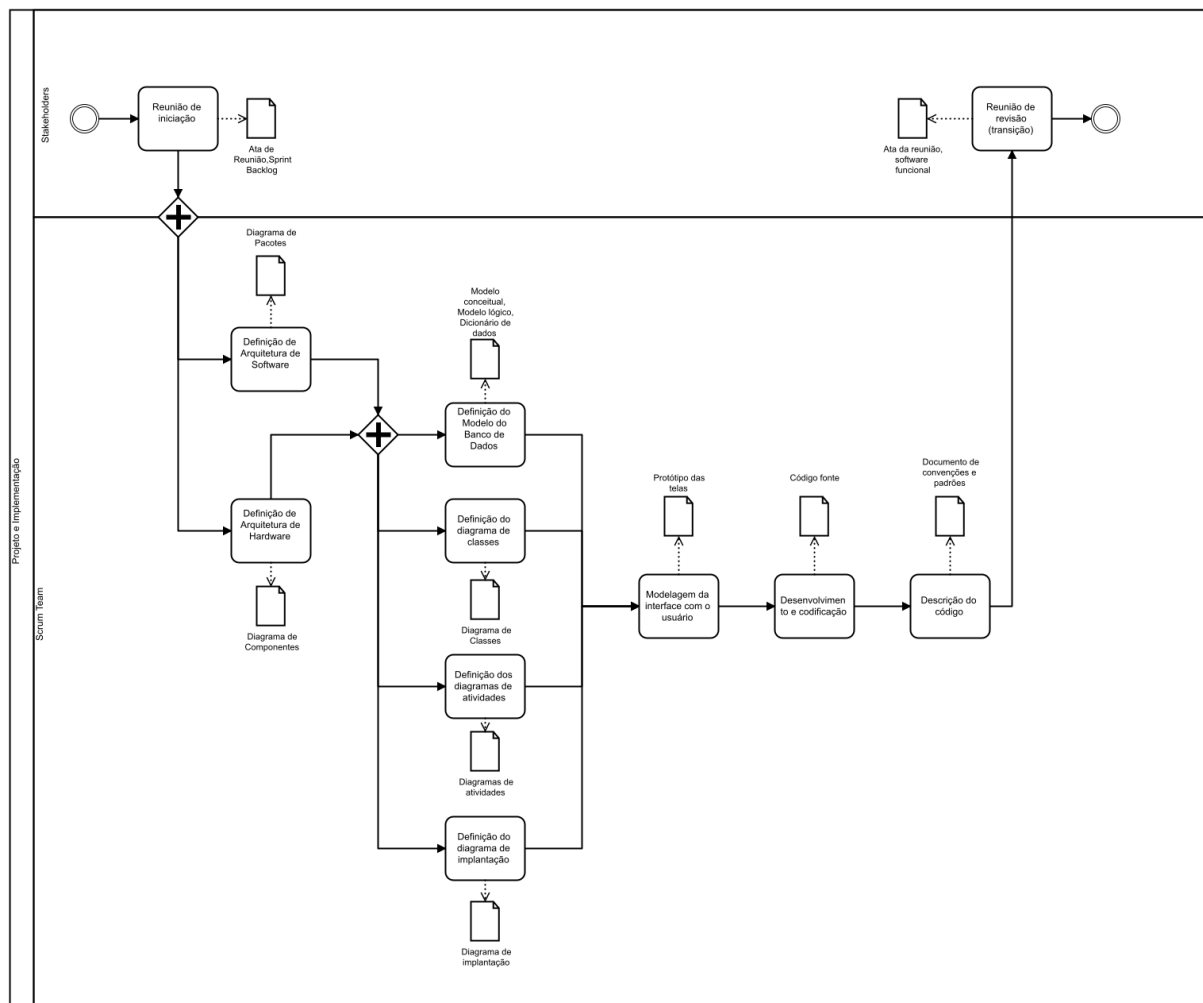 Projeto e Implementação
Stakeholders
Reunião de
iniciação
Ata de
Reunião,Sprint
Backlog
Ata da reunião,
software
funcional
Reunião de
revisão
(transição)
Scrum Team
Diagrama de
Pacotes
Definição de
Arquitetura de
Software
Definição de
Arquitetura de
Hardware
Diagrama de
Componentes
Modelo
conceitual,
Modelo lógico,
Dicionário de
dados
Definição do
Modelo do
Banco de
Dados
Definição do
diagrama de
classes
Diagrama de
Classes
Definição dos
diagramas de
atividades
Diagramas de
atividades
Definição do
diagrama de
implantação
Diagrama de
implantação
Protótipo das
telas
Modelagem da
interface com o
usuário
Código fonte
Desenvolvimen
to e codificação
Documento de
convenções e
padrões
Descrição do
código